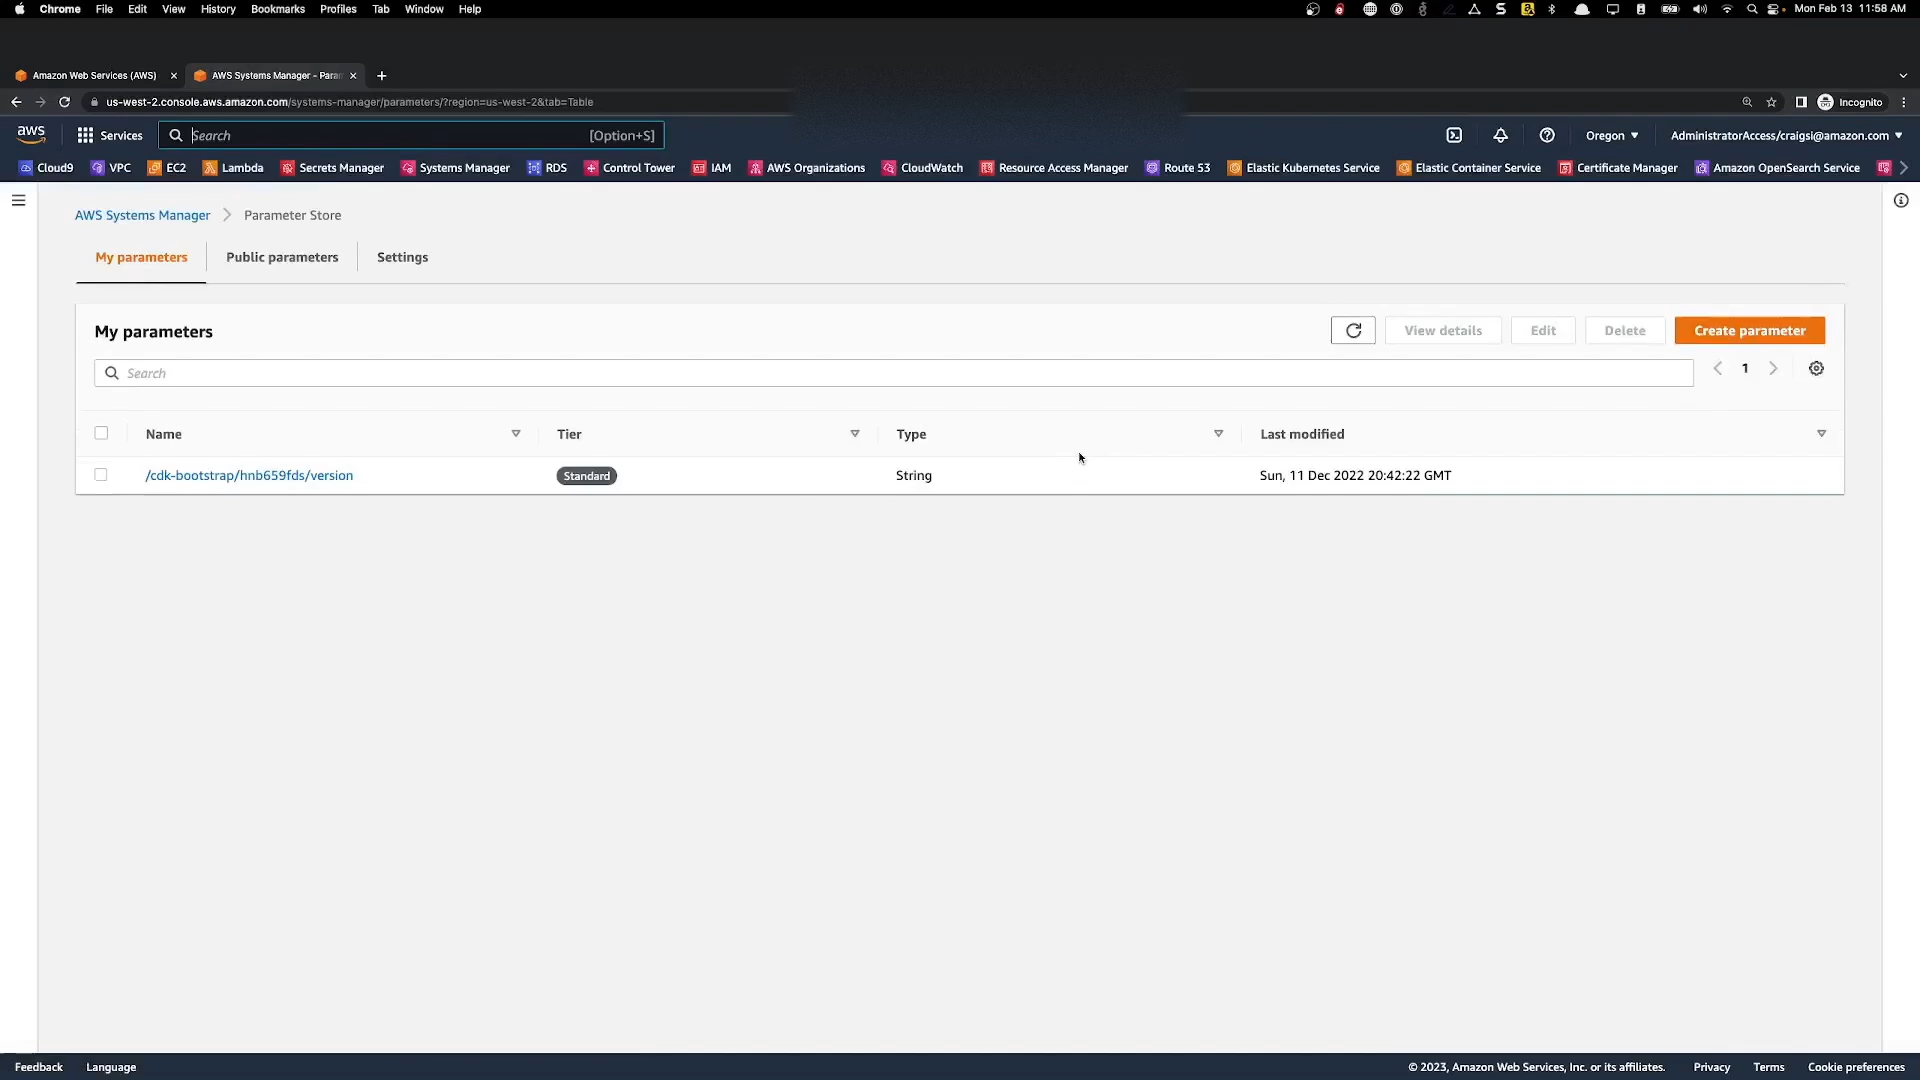 Chrome File Edit View History Bookmarks Profiles Tab Window Help Mon Feb 13 11:58 AM
Amazon Web Services (AWS) AWS Systems Manager - Para
us-west-2.console.aws.amazon.com/systems-manager/parameters/?region=us-west-2&tab=Table Incognito
aws Services Search [Option+S] Oregon AdministratorAccess/craigsi@amazon.com
Cloud9 VPC EC2 Lambda Secrets Manager Systems Manager RDS Control Tower IAM AWS Organizations CloudWatch Resource Access Manager Route 53 Elastic Kubernetes Service Elastic Container Service Certificate Manager Amazon OpenSearch Service
AWS Systems Manager Parameter Store
My parameters Public parameters Settings
My parameters View details Edit Delete Create parameter
Search 1
Name Tier Type Last modified
/cdk-bootstrap/hnb659fds/version Standard String Sun, 11 Dec 2022 20:42:22 GMT
Feedback Language © 2023, Amazon Web Services, Inc. or its affiliates. Privacy Terms Cookie preferences